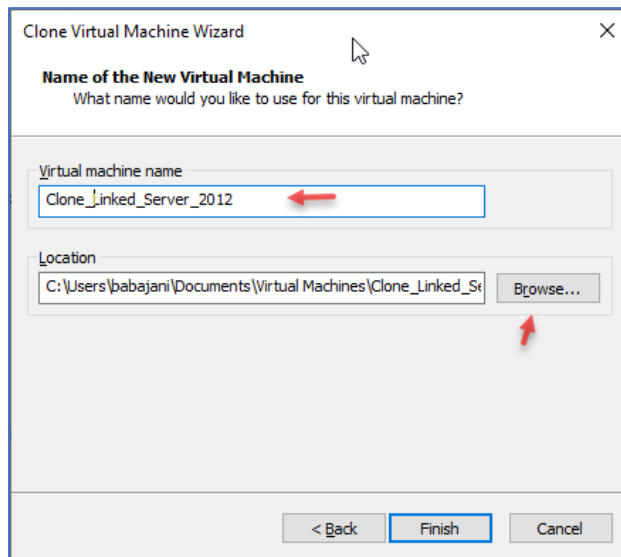 Clone Virtual Machine Wizard
Name of the New Virtual Machine
What name would you like to use for this virtual machine?
Virtual machine name
Clone_Linked_Server_2012
Location
C:\Users\babajani\Documents\Virtual Machines\Clone_Linked_Se
Browse...
< Back
Finish
Cancel